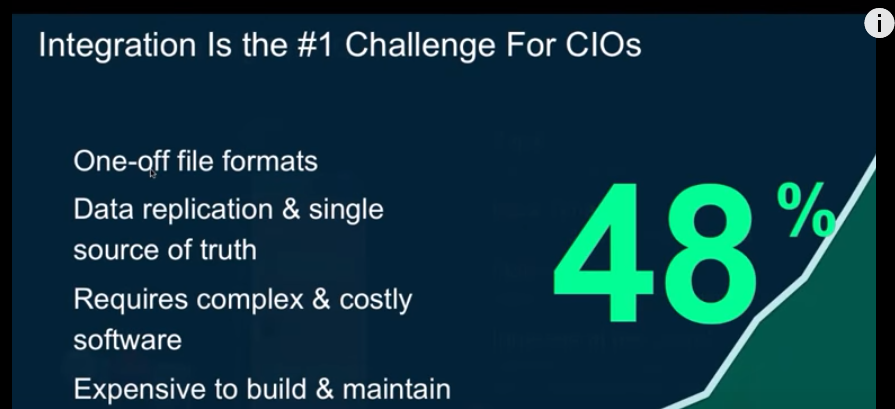 Integration Is the #1 Challenge For CIOs
One-off file formats
Data replication & single
source of truth
Requires complex & costly
software
Expensive to build & maintain
48%